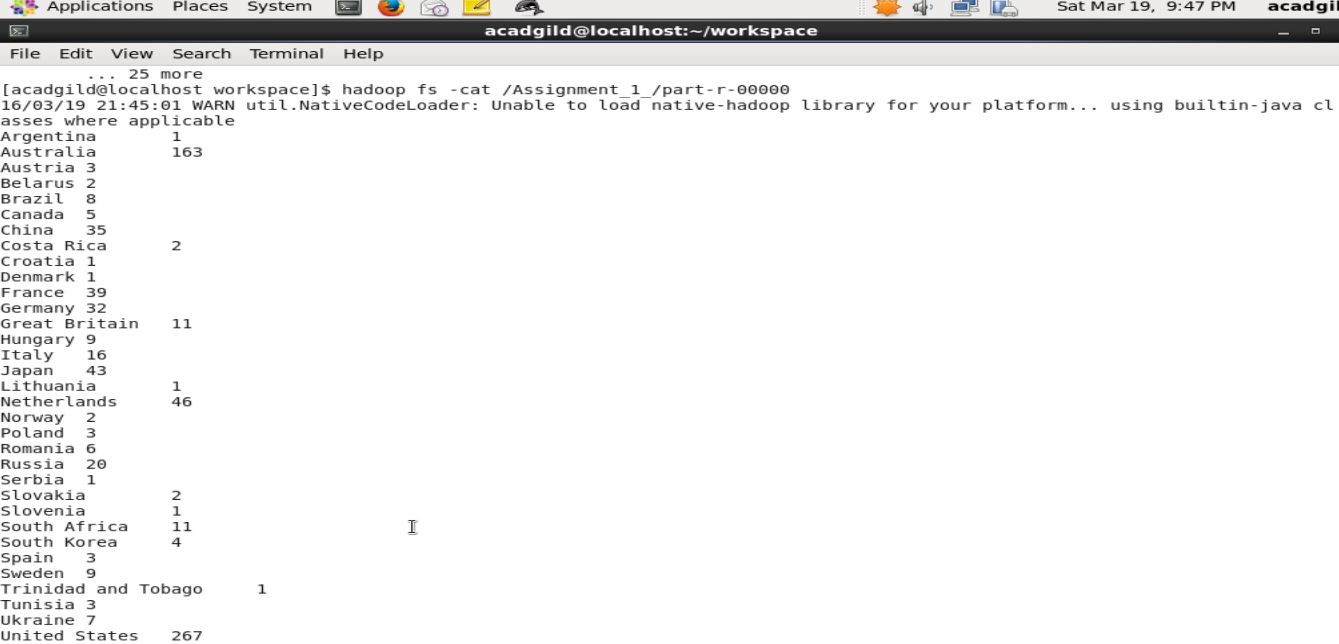 Applications Places System Sat Mar 19, 9:47 PM acadgil
acadgild@localhost:~/workspace
File Edit View Search Terminal Help
... 25 more
[acadgild@localhost workspace]$ hadoop fs -cat /Assignment_1_/part-r-00000
16/03/19 21:45:01 WARN util.NativeCodeLoader: Unable to load native-hadoop library for your platform... using builtin-java cl
asses where applicable
Argentina 1
Australia 163
Austria 3
Belarus 2
Brazil 8
Canada 5
China 35
Costa Rica 2
Croatia 1
Denmark 1
France 39
Germany 32
Great Britain 11
Hungary 9
Italy 16
Japan 43
Lithuania 1
Netherlands 46
Norway 2
Poland 3
Romania 6
Russia 20
Serbia 1
Slovakia 2
Slovenia 1
South Africa 11
South Korea 4
Spain 3
Sweden 9
Trinidad and Tobago 1
Tunisia 3
Ukraine 7
United States 267